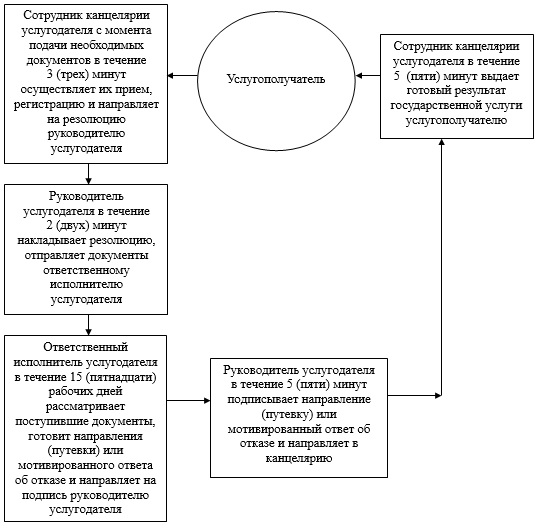 Сотрудник канцелярии
услугодателя с момента
подачи необходимых
документов в течение
3 (трех) минут
осуществляет их прием,
регистрацию и направляет
на резолюцию
руководителю
услугодателя
Услугополучатель
Сотрудник канцелярии
услугодателя в течение
5 (пяти) минут выдает
готовый результат
государственной услуги
услугополучателю
Руководитель
услугодателя в течение
2 (двух) минут
накладывает резолюцию,
отправляет документы
ответственному
исполнителю
услугодателя
Ответственный
исполнитель услугодателя
в течение 15 (пятнадцати)
рабочих дней
рассматривает
поступившие документы,
готовит направления
(путевки) или
мотивированного ответа
об отказе и направляет на
подпись руководителю
услугодателя
Руководитель услугодателя
в течение 5 (пяти) минут
подписывает направление
(путевку) или
мотивированный ответ об
отказе и направляет в
канцелярию